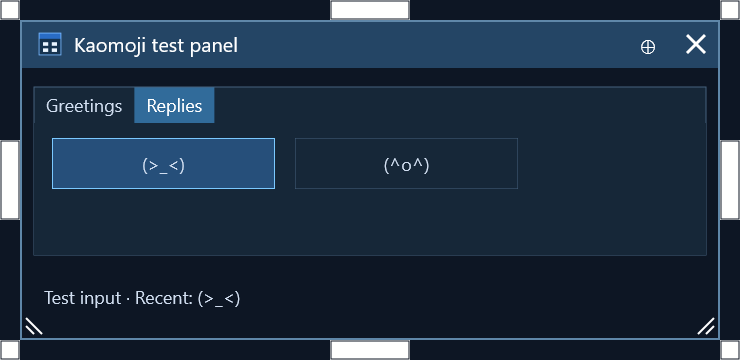 Kaomoji test panel
Greetings Replies
(>_<) (^o^)
Test input · Recent: (>_<)